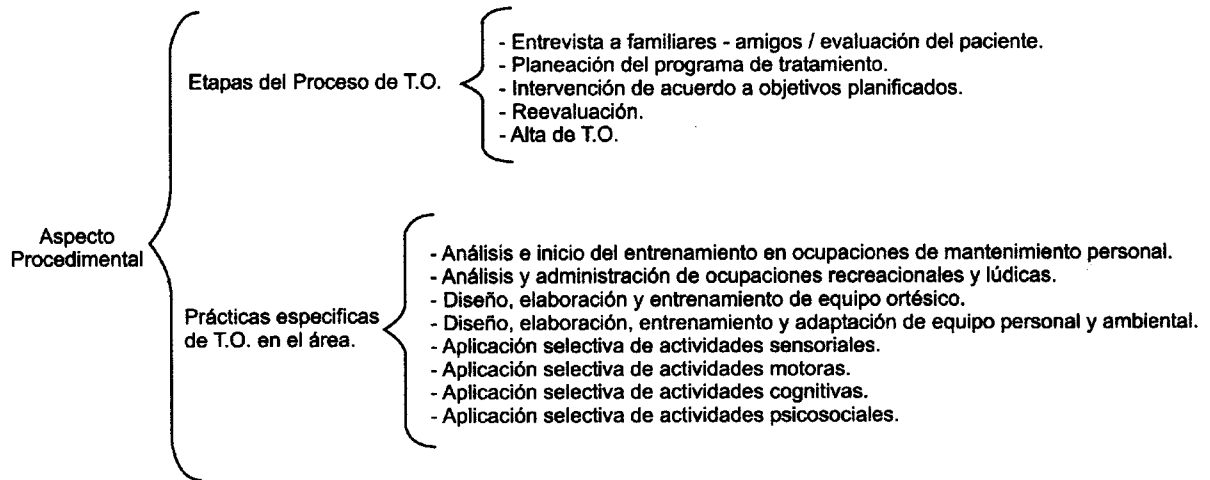 Etapas del Proceso de T.O.
- Entrevista a familiares - amigos / evaluación del paciente.
- Planeación del programa de tratamiento.
- Intervención de acuerdo a objetivos planificados.
- Reevaluación.
- Alta de T.O.
Aspecto
Procedimental
Prácticas especificas
de T.O. en el área.
- Análisis e inicio del entrenamiento en ocupaciones de mantenimiento personal.
- Análisis y administración de ocupaciones recreacionales y lúdicas.
- Diseño, elaboración y entrenamiento de equipo ortésico.
- Diseño, elaboración, entrenamiento y adaptación de equipo personal y ambiental.
- Aplicación selectiva de actividades sensoriales.
- Aplicación selectiva de actividades motoras.
- Aplicación selectiva de actividades cognitivas.
- Aplicación selectiva de actividades psicosociales.